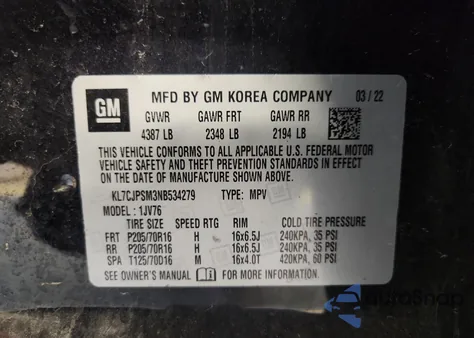 GM MFD BY GM KOREA COMPANY 03/22
GVWR GAWR FRT GAWR RR
4387 LB 2348 LB 2194 LB
THIS VEHICLE CONFORMS TO ALL APPLICABLE U.S. FEDERAL MOTOR
VEHICLE SAFETY AND THEFT PREVENTION STANDARDS IN EFFECT ON
THE DATE OF MANUFACTURE SHOWN ABOVE.
KL7CJPSM3NB534279 TYPE: MPV
MODEL: 1JV76
TIRE SIZE SPEED RTG RIM COLD TIRE PRESSURE
FRT P205/70R16 H 16x6.5J 240KPA, 35 PSI
RR P205/70R16 H 16x6.5J 240KPA, 35 PSI
SPA T125/70D16 M 16x4.0T 420KPA, 60 PSI
SEE OWNER'S MANUAL FOR MORE INFORMATION.
AutoSnap